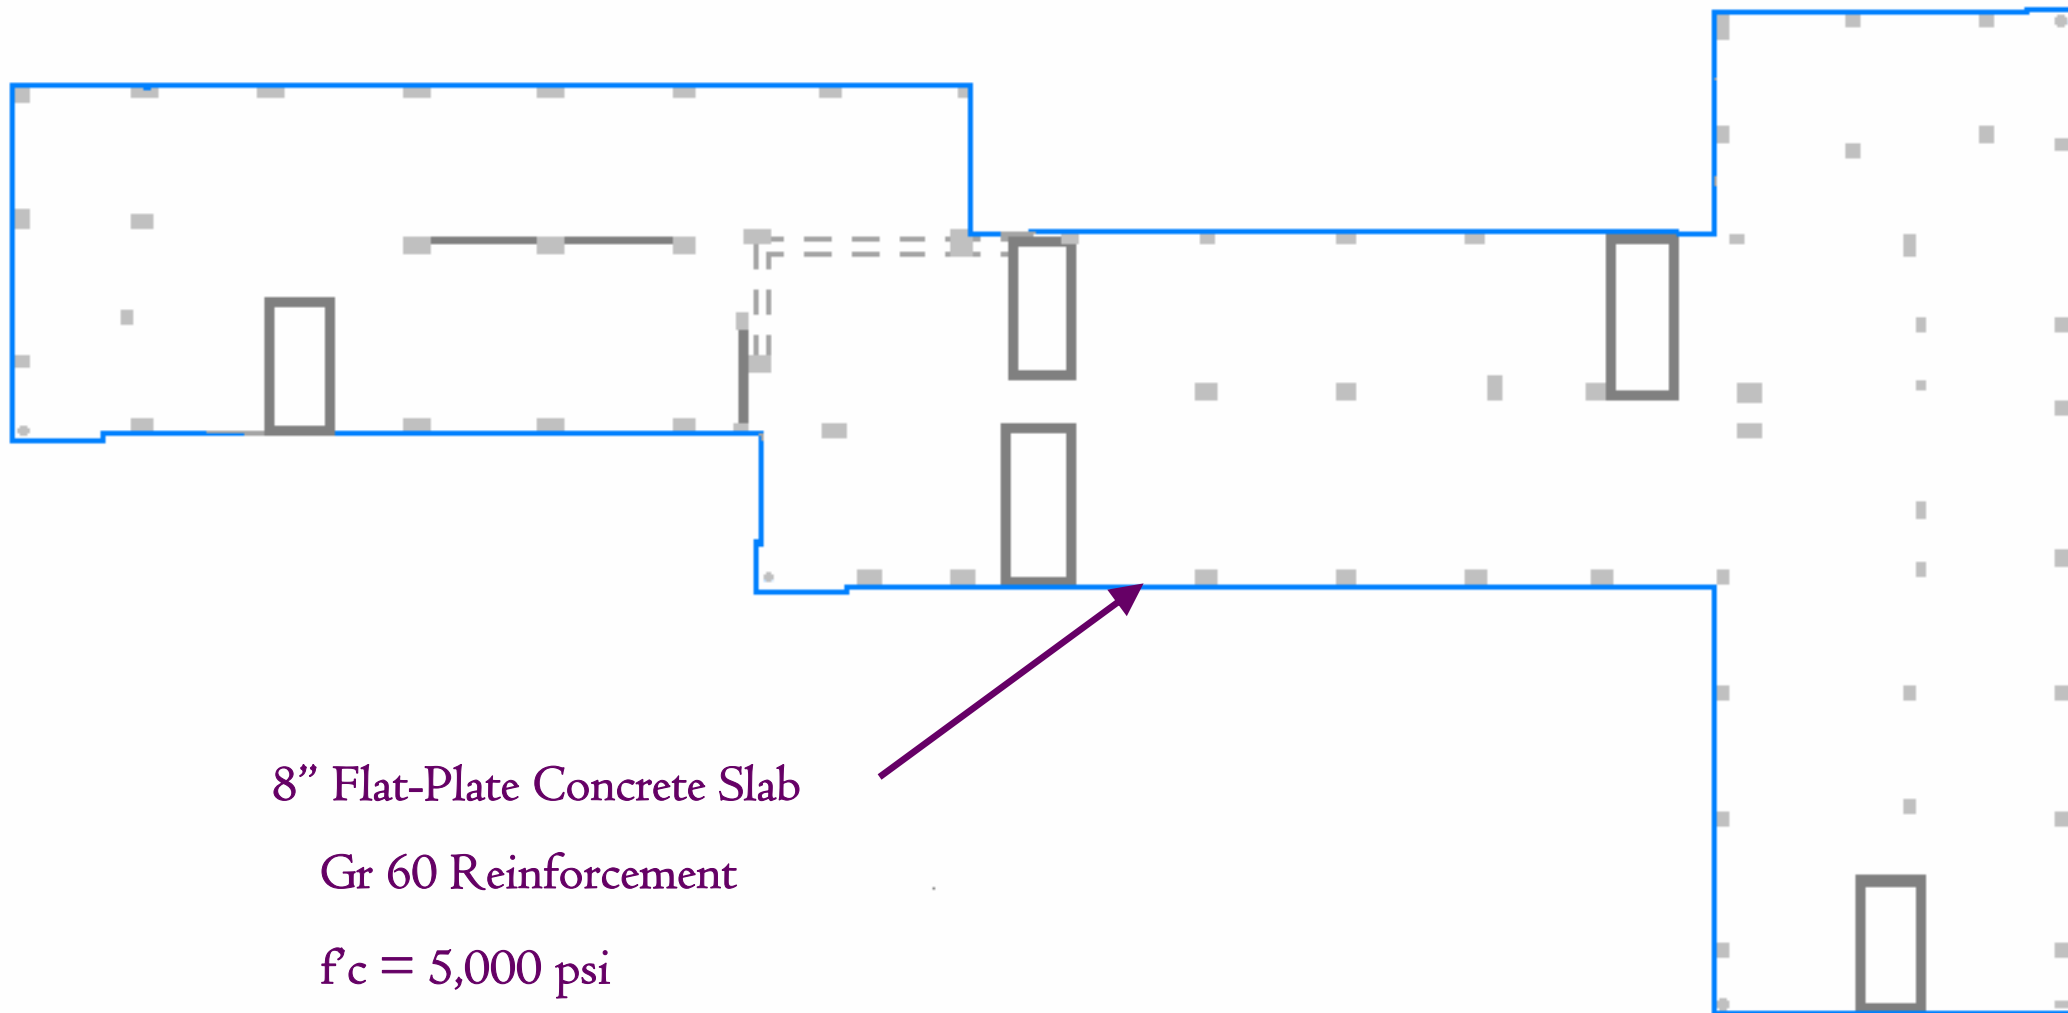 8” Flat-Plate Concrete Slab
Gr 60 Reinforcement
f’c = 5,000 psi